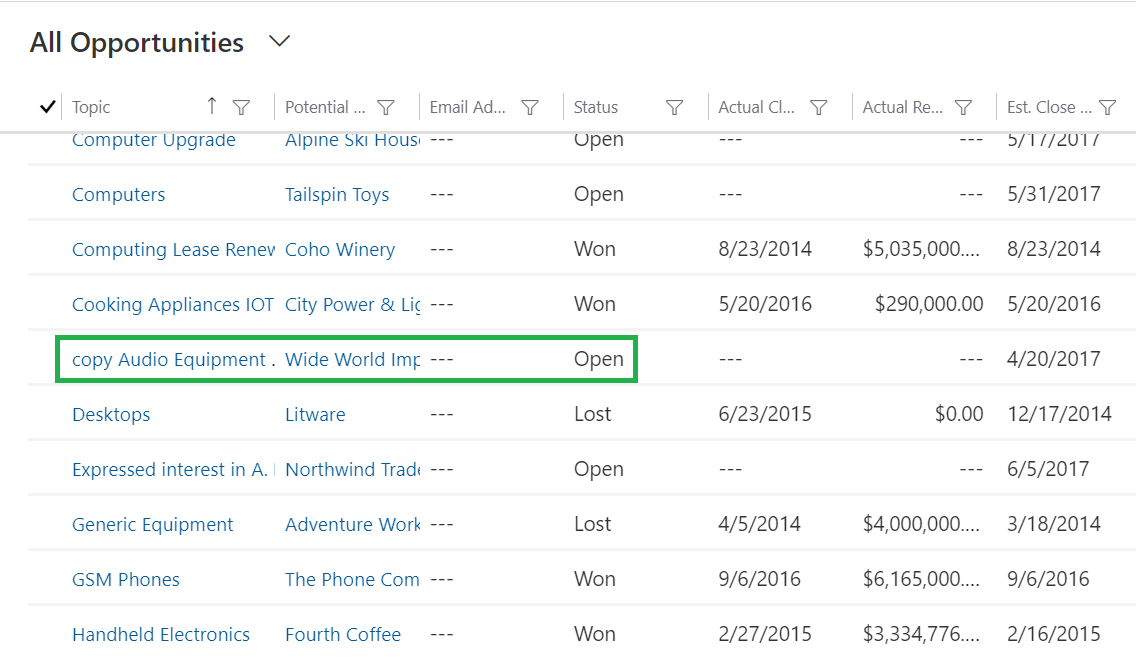 All Opportunities
Topic Potential ... Email Ad... Status Actual Cl... Actual Re... Est. Close ...
Computer Upgrade Alpine Ski House --- Open --- --- 5/17/2017
Computers Tailspin Toys --- Open --- --- 5/31/2017
Computing Lease Renew Coho Winery --- Won 8/23/2014 $5,035,000.... 8/23/2014
Cooking Appliances IOT City Power & Lig --- Won 5/20/2016 $290,000.00 5/20/2016
copy Audio Equipment . Wide World Imp --- Open --- --- 4/20/2017
Desktops Litware --- Lost 6/23/2015 $0.00 12/17/2014
Expressed interest in A. Northwind Trade --- Open --- --- 6/5/2017
Generic Equipment Adventure Work --- Lost 4/5/2014 $4,000,000.... 3/18/2014
GSM Phones The Phone Com --- Won 9/6/2016 $6,165,000.... 9/6/2016
Handheld Electronics Fourth Coffee --- Won 2/27/2015 $3,334,776.... 2/16/2015